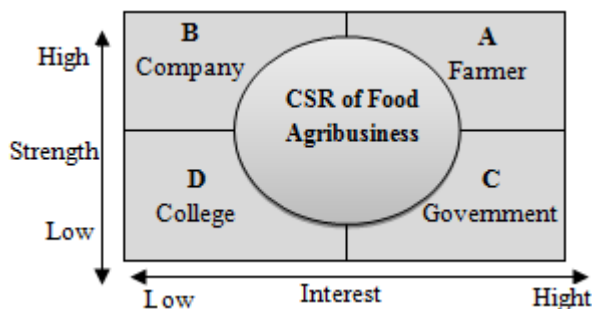 B
Company
A
Farmer
High
CSR of Food
Agribusiness
Strength
D
College
C
Government
Low
Low
Interest
Hight